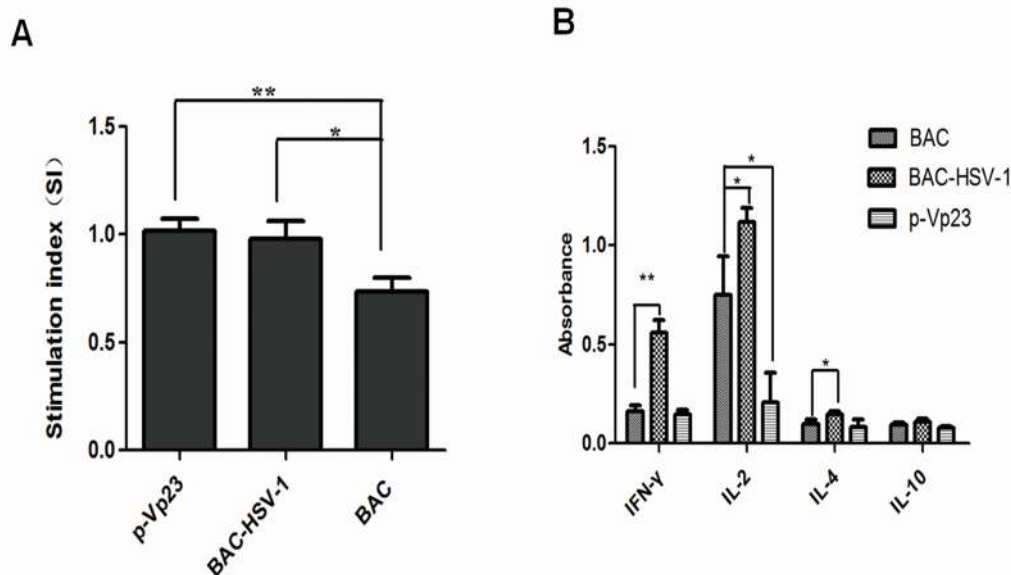 A
**
*
1.5
1.0
0.5
0.0
Stimulation index (SI)
p-Vp23
BAC-HSV-1
BAC
B
BAC
BAC-HSV-1
p-Vp23
1.5
1.0
0.5
0.0
Absorbance
**
*
*
*
IFN-γ
IL-2
IL-4
IL-10